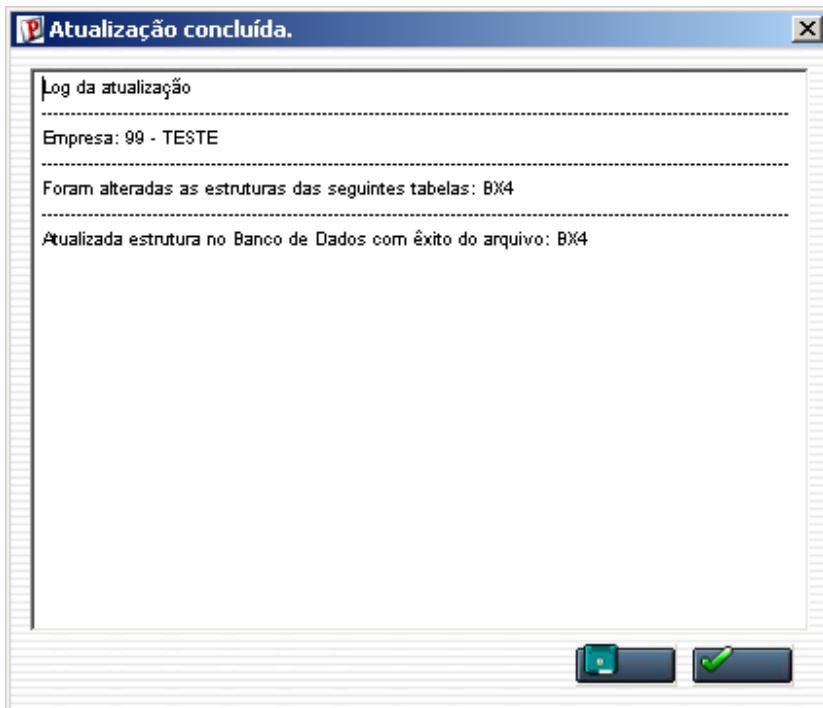 Atualização concluída.
Log da atualização
Empresa: 99 - TESTE
Foram alteradas as estruturas das seguintes tabelas: BX4
Atualizada estrutura no Banco de Dados com êxito do arquivo: BX4